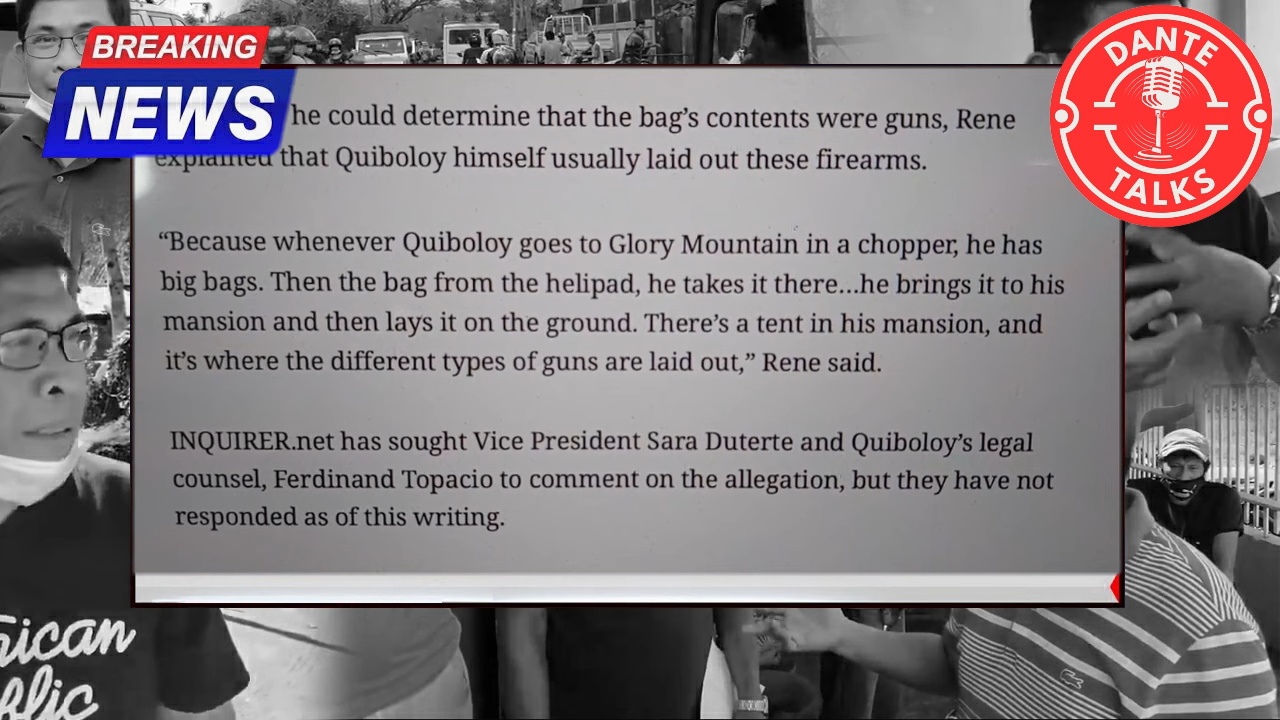 BREAKING
NEWS
DANTE
TALKS
he could determine that the bag's contents were guns, Rene
explained that Quiboloy himself usually laid out these firearms.
“Because whenever Quiboloy goes to Glory Mountain in a chopper, he has
big bags. Then the bag from the helipad, he takes it there...he brings it to his
mansion and then lays it on the ground. There's a tent in his mansion, and
it's where the different types of guns are laid out,” Rene said.
INQUIRER.net has sought Vice President Sara Duterte and Quiboloy's legal
counsel, Ferdinand Topacio to comment on the allegation, but they have not
responded as of this writing.